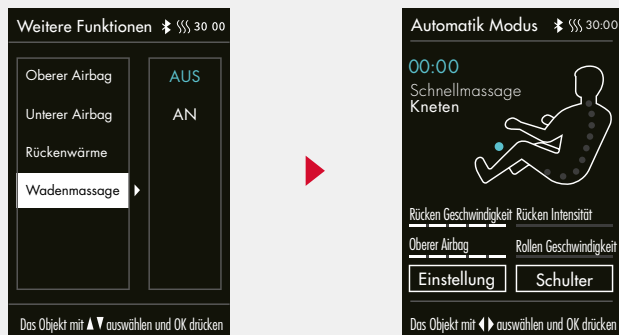 Weitere Funktionen 30 00
Oberer Airbag
Unterer Airbag
Rückenwärme
Wadenmassage
AUS
AN
Das Objekt mit ▲▼ auswählen und OK drücken
Automatik Modus 30:00
00:00
Schnellmassage
Kneten
Rücken Geschwindigkeit Rücken Intensität
Oberer Airbag Rollen Geschwindigkeit
Einstellung Schulter
Das Objekt mit ◀▶ auswählen und OK drücken